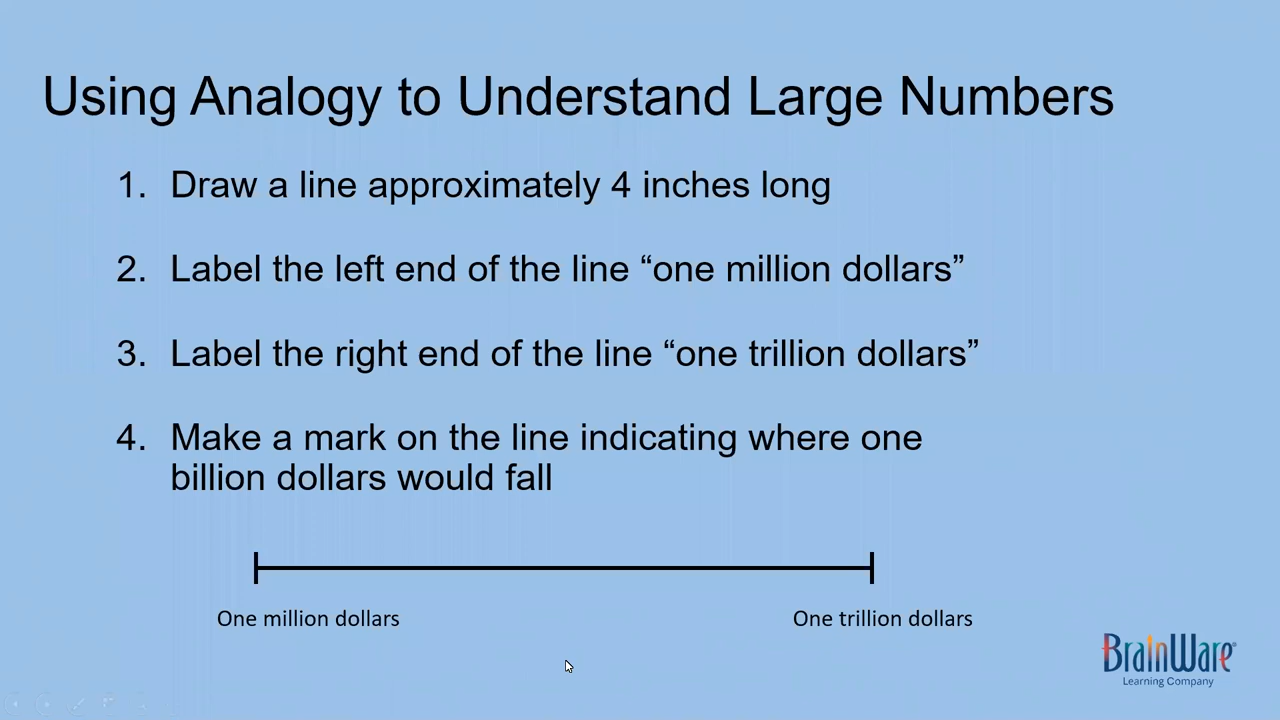 Using Analogy to Understand Large Numbers
1. Draw a line approximately 4 inches long
2. Label the left end of the line “one million dollars”
3. Label the right end of the line “one trillion dollars”
4. Make a mark on the line indicating where one
billion dollars would fall
One million dollars
One trillion dollars
BrainWare®
Learning Company